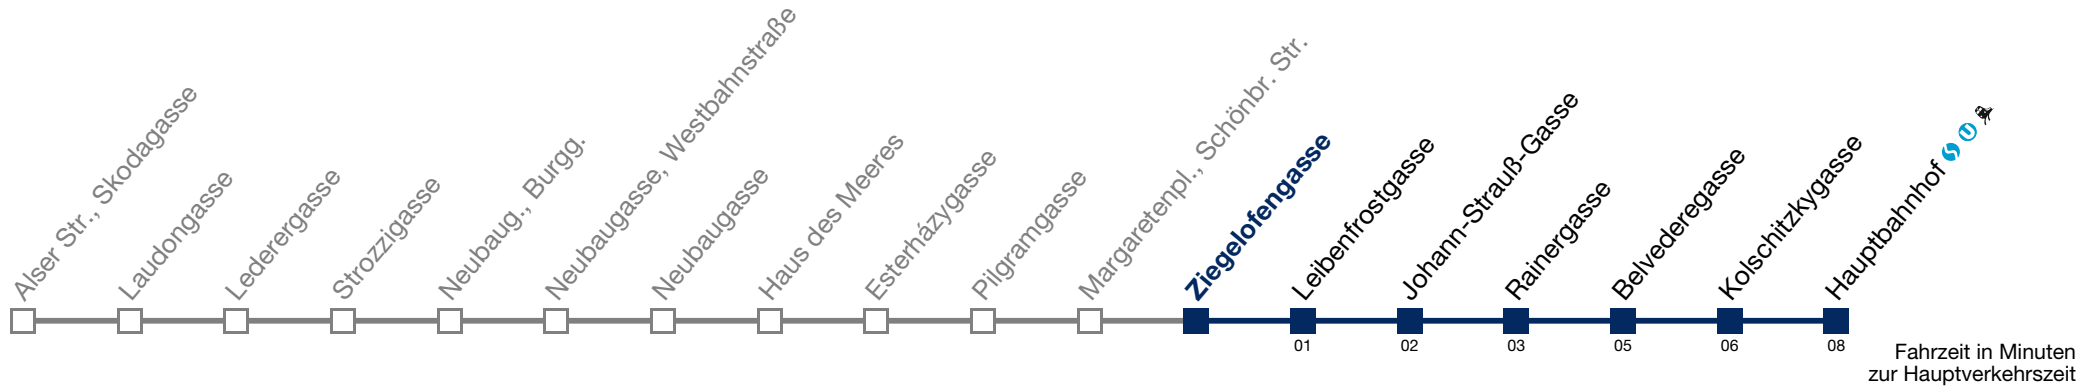 Alser Str., Skodagasse
Laudongasse
Lederergasse
Strozzigasse
Neubaug., Burgg.
Neubaugasse, Westbahnstraße
Neubaugasse
Haus des Meeres
Esterházygasse
Pilgramgasse
Margaretenpl., Schönbr. Str.
Ziegelofengasse
Leibenfrostgasse
Johann-Strauß-Gasse
Rainergasse
Belvederegasse
Kolschitzkygasse
Hauptbahnhof S U
01
02
03
05
06
08
Fahrzeit in Minuten
zur Hauptverkehrszeit